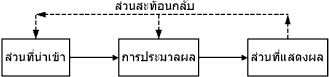 ส่วนสะท้อนกลับ
ส่วนที่นำเข้า
การประมวลผล
ส่วนที่แสดงผล